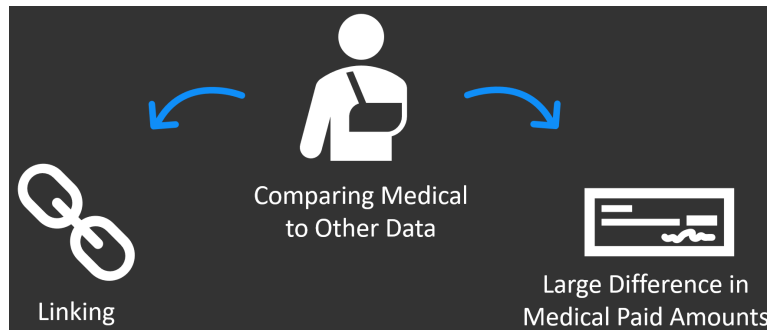 Comparing Medical
to Other Data
Linking
Large Difference in
Medical Paid Amounts